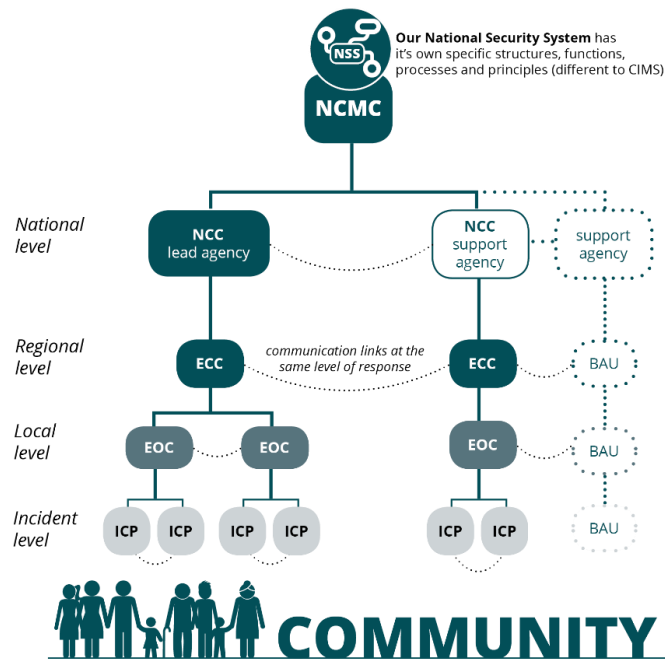 NSS
Our National Security System has
it's own specific structures, functions,
processes and principles (different to CIMS)
NCMC
National
level
NCC
lead agency
NCC
support
agency
support
agency
Regional
level
ECC
communication links at the
same level of response
ECC
BAU
Local
level
EOC
EOC
EOC
BAU
Incident
level
ICP
ICP
ICP
ICP
ICP
ICP
BAU
COMMUNITY